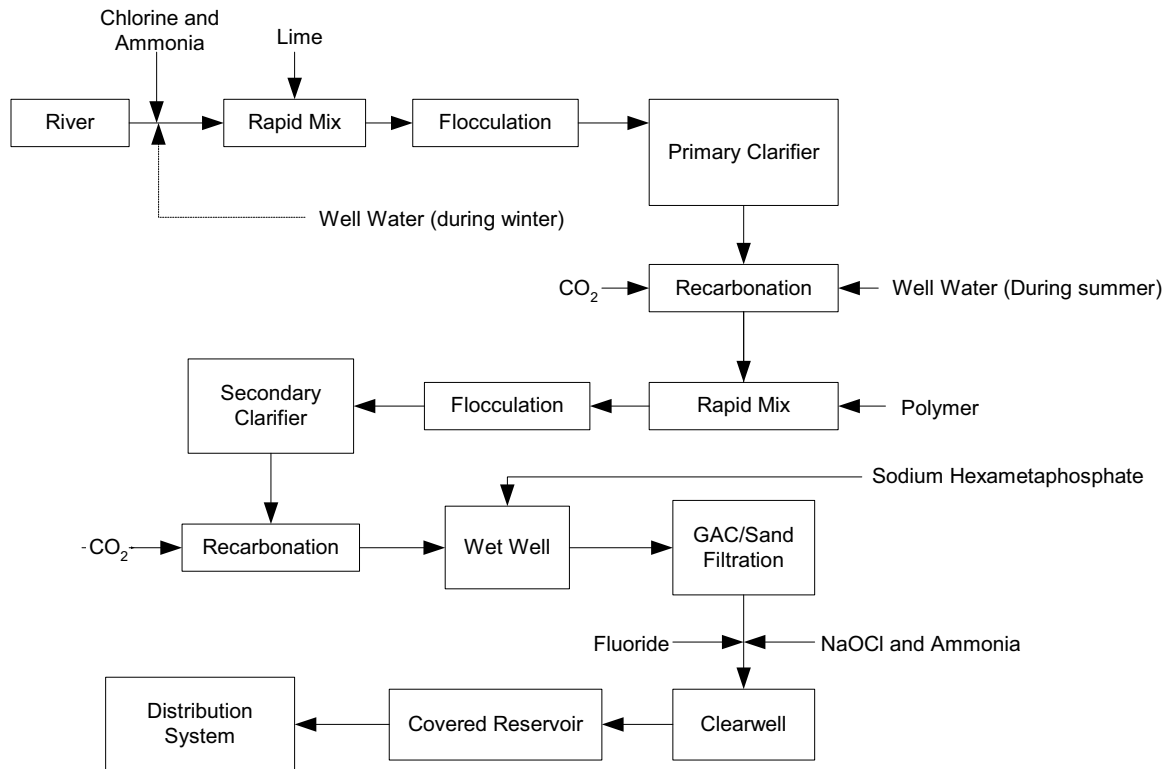 Chlorine and
Ammonia
Lime
River
Rapid Mix
Flocculation
Primary Clarifier
Well Water (during winter)
CO2
Recarbonation
Well Water (During summer)
Secondary
Clarifier
Flocculation
Rapid Mix
Polymer
Sodium Hexametaphosphate
-CO2
Recarbonation
Wet Well
GAC/Sand
Filtration
Fluoride
NaOCl and Ammonia
Distribution
System
Covered Reservoir
Clearwell